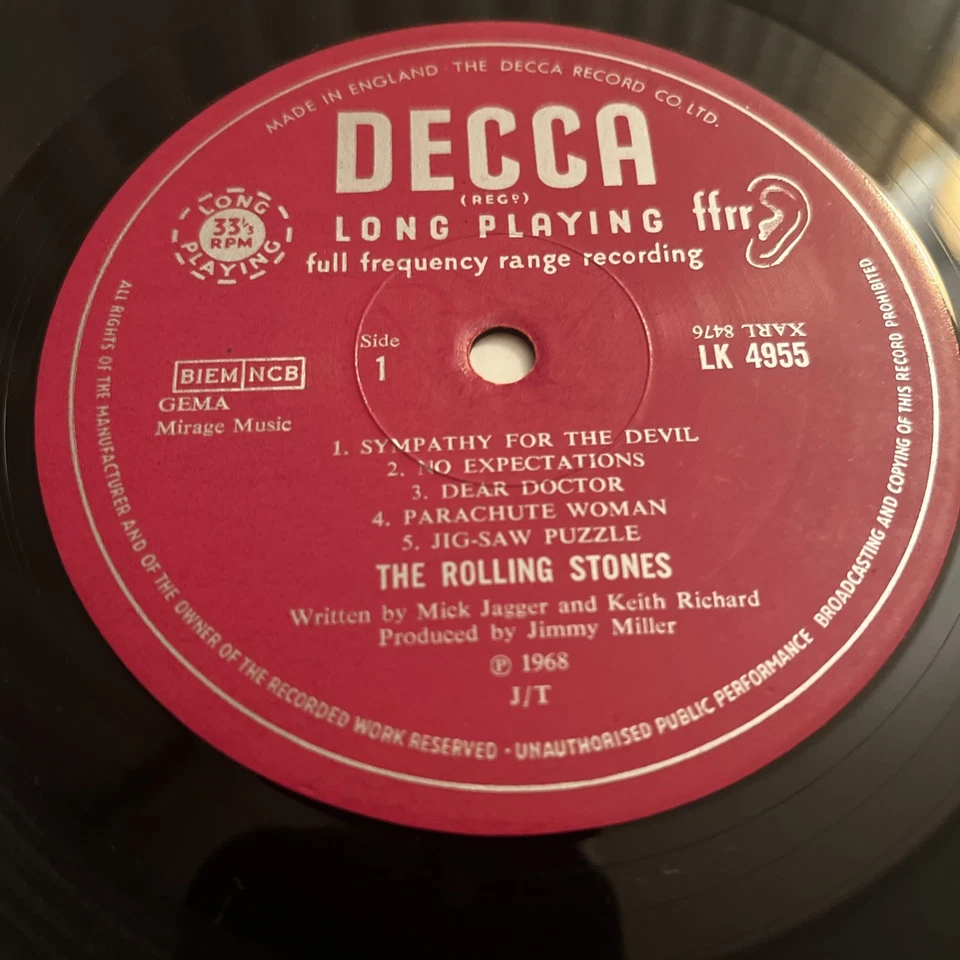 MADE IN ENGLAND · THE DECCA RECORD CO. LTD.
DECCA
(REGᴰ)
LONG PLAYING
ffrr
full frequency range recording
LONG
33⅓
RPM
PLAYING
Side
1
XARL 8476
LK 4955
BIEM NCB
GEMA
Mirage Music
1. SYMPATHY FOR THE DEVIL
2. NO EXPECTATIONS
3. DEAR DOCTOR
4. PARACHUTE WOMAN
5. JIG-SAW PUZZLE
THE ROLLING STONES
Written by Mick Jagger and Keith Richard
Produced by Jimmy Miller
℗ 1968
J/T
ALL RIGHTS OF THE MANUFACTURER AND OF THE OWNER OF THE RECORDED WORK RESERVED · UNAUTHORISED PUBLIC PERFORMANCE BROADCASTING AND COPYING OF THIS RECORD PROHIBITED